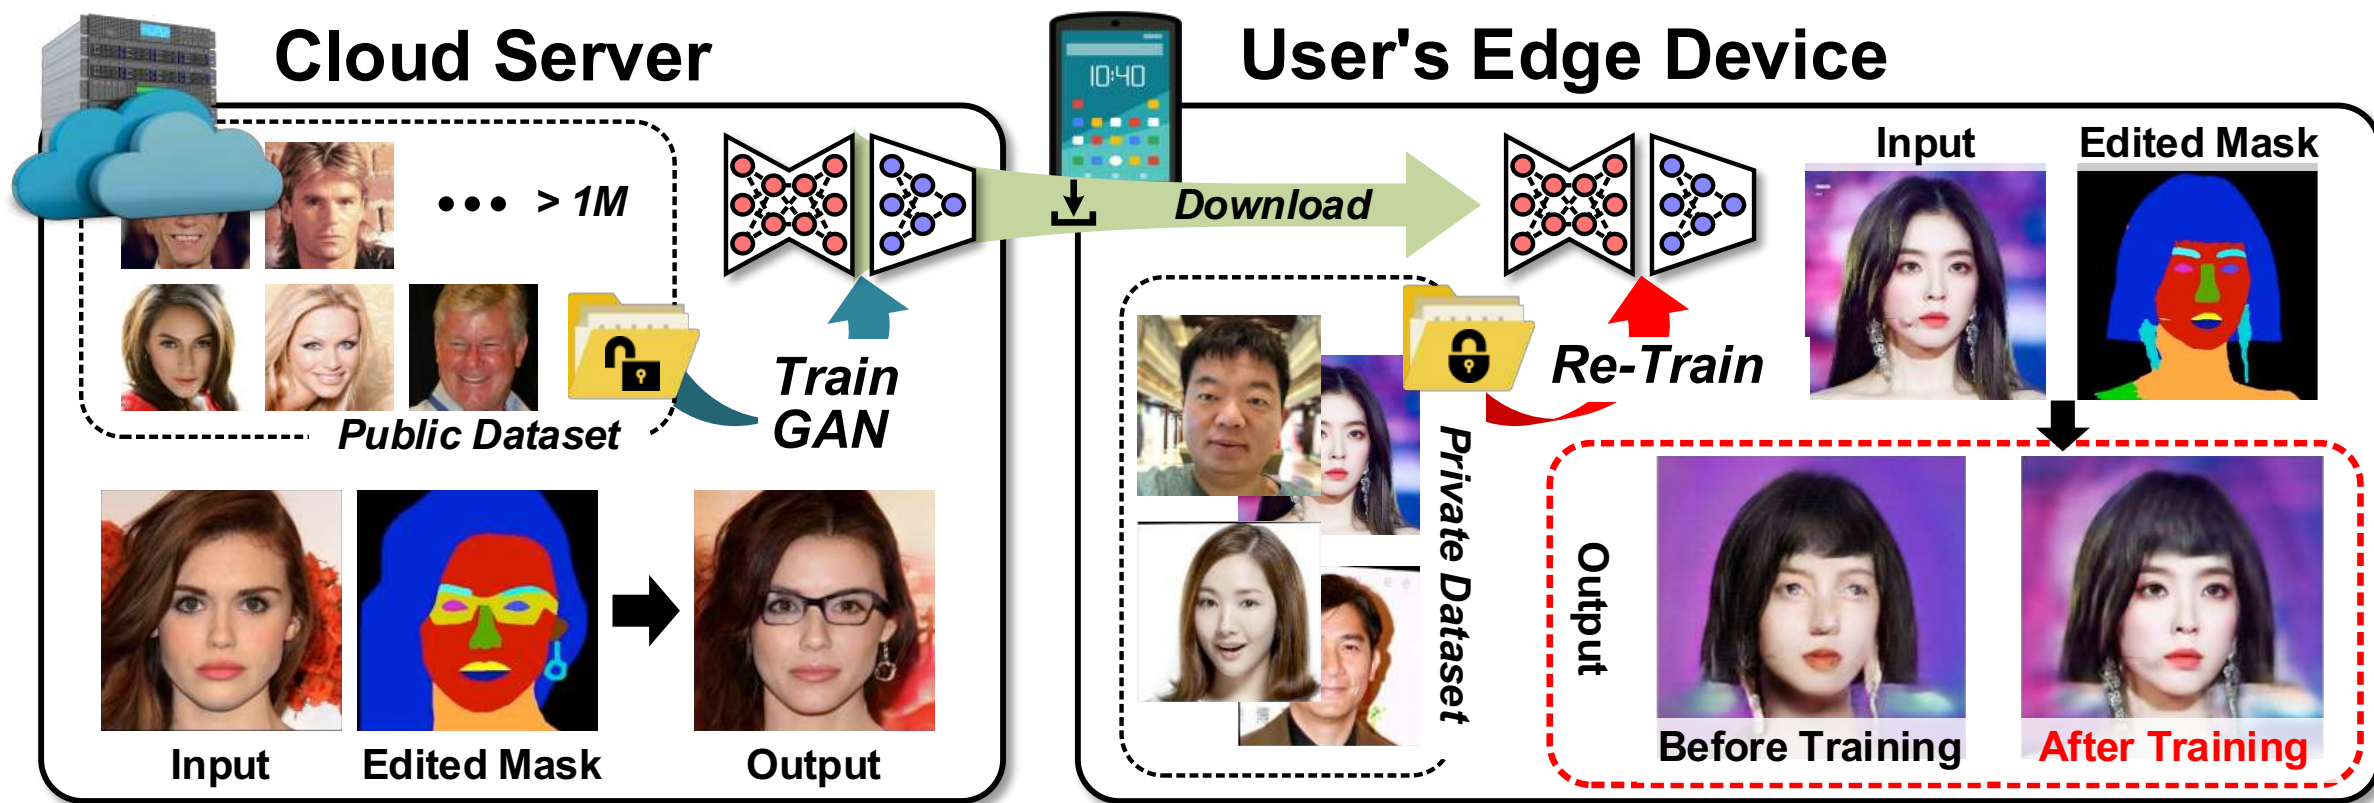 Cloud Server
> 1M
Public Dataset
Train
GAN
Input
Edited Mask
Output
User's Edge Device
10:40
Download
Re-Train
Private Dataset
Input
Edited Mask
Output
Before Training
After Training